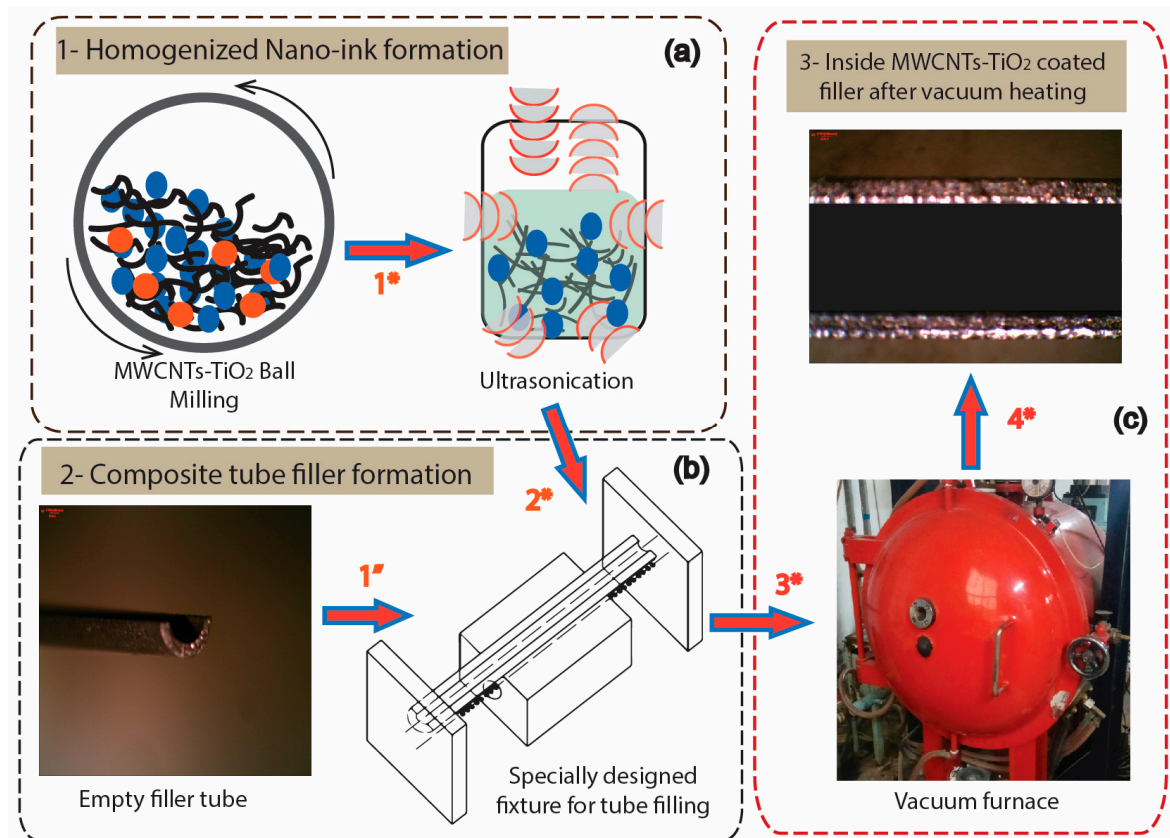 1- Homogenized Nano-ink formation
(a)
1*
MWCNTs-TiO₂ Ball
Milling
Ultrasonication
2*
2- Composite tube filler formation
(b)
1″
Empty filler tube
Specially designed
fixture for tube filling
3*
3- Inside MWCNTs-TiO₂ coated
filler after vacuum heating
4*
(c)
Vacuum furnace